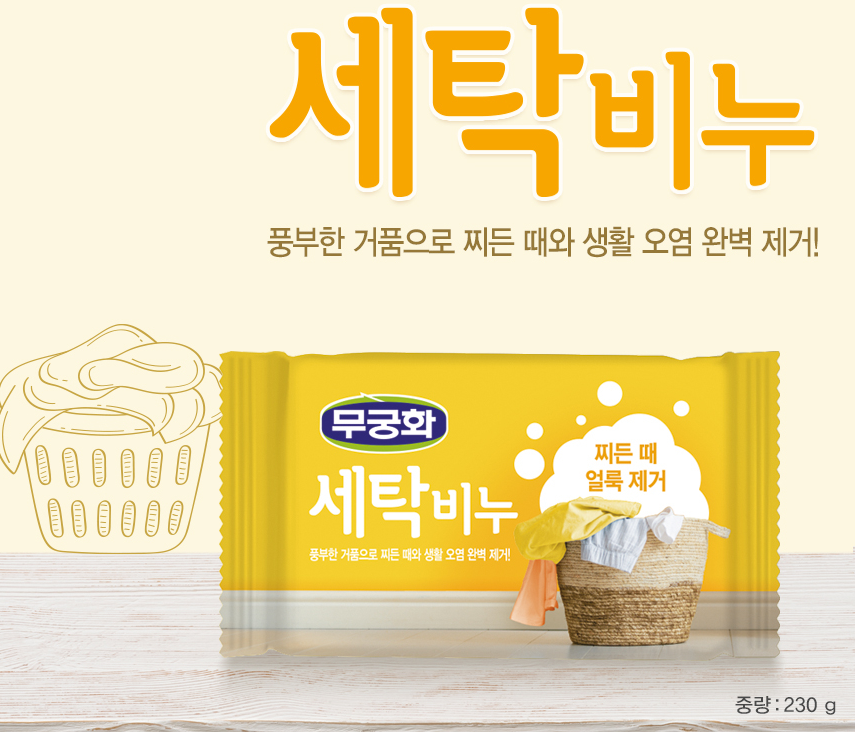 세탁비누
풍부한 거품으로 찌든 때와 생활 오염 완벽 제거!
무궁화
찌든 때
얼룩 제거
세탁비누
풍부한 거품으로 찌든 때와 생활 오염 완벽 제거!
중량 : 230 g